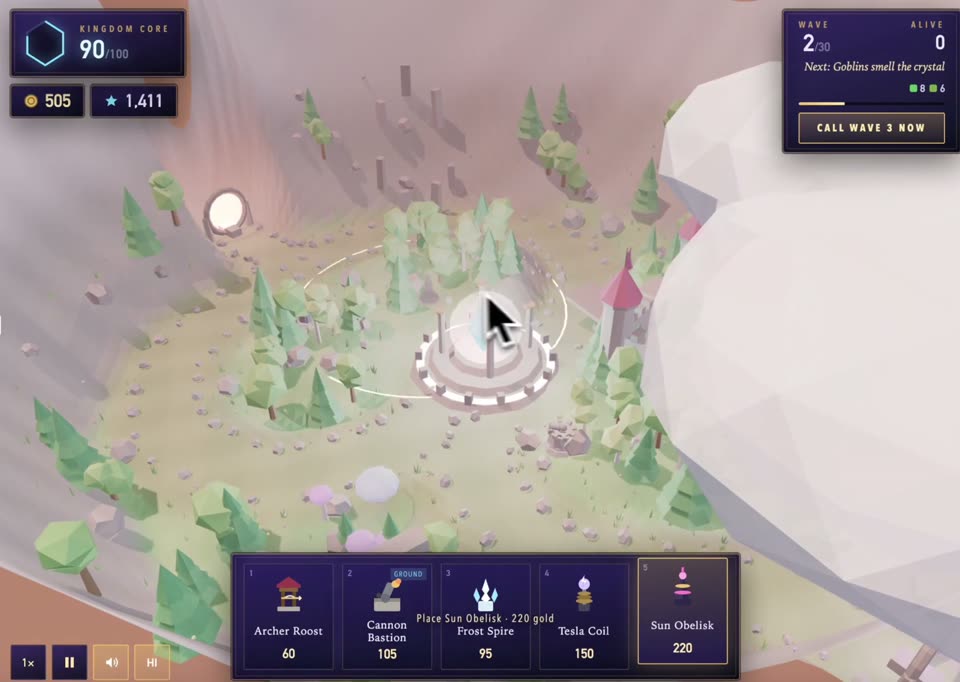 KINGDOM CORE
90/100
505
1,411
WAVE ALIVE
2/30 0
Next: Goblins smell the crystal
8 6
CALL WAVE 3 NOW
1 2 GROUND 3 4 5
Place Sun Obelisk · 220 gold
Archer Roost
60
Cannon
Bastion
105
Frost Spire
95
Tesla Coil
150
Sun Obelisk
220
1×
HI